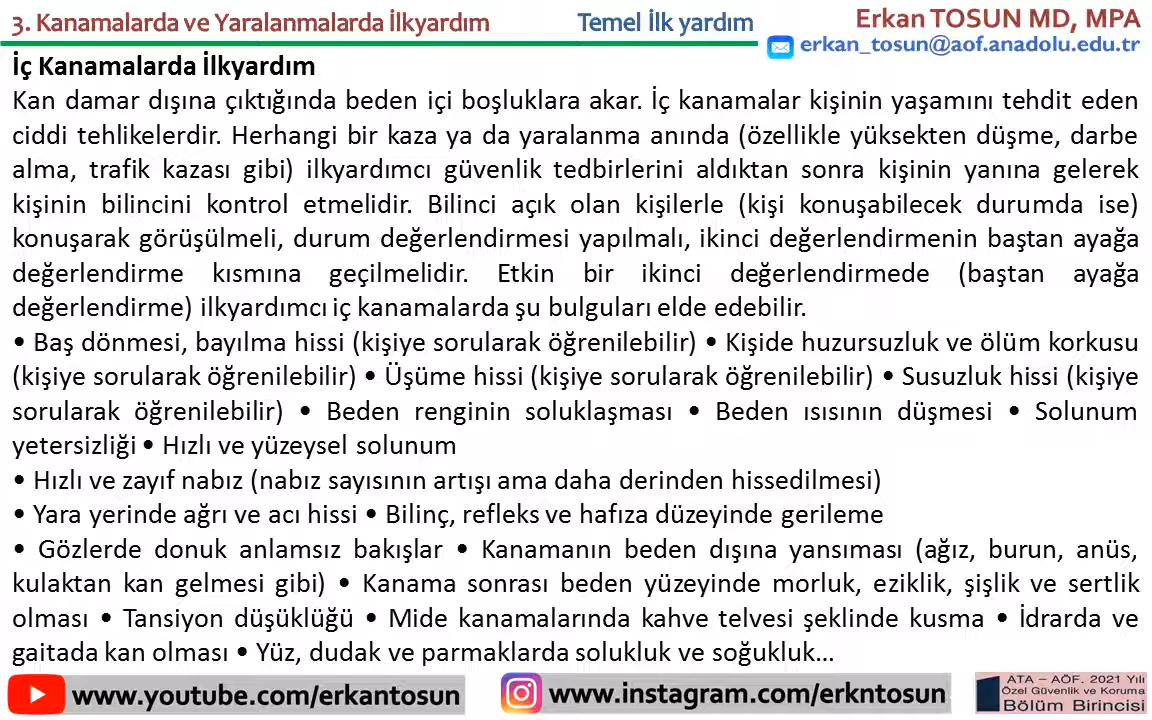 3. Kanamalarda ve Yaralanmalarda İlkyardım Temel İlk yardım Erkan TOSUN MD, MPA
erkan_tosun@aof.anadolu.edu.tr
İç Kanamalarda İlkyardım
Kan damar dışına çıktığında beden içi boşluklara akar. İç kanamalar kişinin yaşamını tehdit eden
ciddi tehlikelerdir. Herhangi bir kaza ya da yaralanma anında (özellikle yüksekten düşme, darbe
alma, trafik kazası gibi) ilkyardımcı güvenlik tedbirlerini aldıktan sonra kişinin yanına gelerek
kişinin bilincini kontrol etmelidir. Bilinci açık olan kişilerle (kişi konuşabilecek durumda ise)
konuşarak görüşülmeli, durum değerlendirmesi yapılmalı, ikinci değerlendirmenin baştan ayağa
değerlendirme kısmına geçilmelidir. Etkin bir ikinci değerlendirmede (baştan ayağa
değerlendirme) ilkyardımcı iç kanamalarda şu bulguları elde edebilir.
• Baş dönmesi, bayılma hissi (kişiye sorularak öğrenilebilir) • Kişide huzursuzluk ve ölüm korkusu
(kişiye sorularak öğrenilebilir) • Üşüme hissi (kişiye sorularak öğrenilebilir) • Susuzluk hissi (kişiye
sorularak öğrenilebilir) • Beden renginin soluklaşması • Beden ısısının düşmesi • Solunum
yetersizliği • Hızlı ve yüzeysel solunum
• Hızlı ve zayıf nabız (nabız sayısının artışı ama daha derinden hissedilmesi)
• Yara yerinde ağrı ve acı hissi • Bilinç, refleks ve hafıza düzeyinde gerileme
• Gözlerde donuk anlamsız bakışlar • Kanamanın beden dışına yansıması (ağız, burun, anüs,
kulaktan kan gelmesi gibi) • Kanama sonrası beden yüzeyinde morluk, eziklik, şişlik ve sertlik
olması • Tansiyon düşüklüğü • Mide kanamalarında kahve telvesi şeklinde kusma • İdrarda ve
gaitada kan olması • Yüz, dudak ve parmaklarda solukluk ve soğukluk...
www.youtube.com/erkantosun www.instagram.com/erkntosun
ATA – AÖF. 2021 Yılı
Özel Güvenlik ve Koruma
Bölüm Birincisi